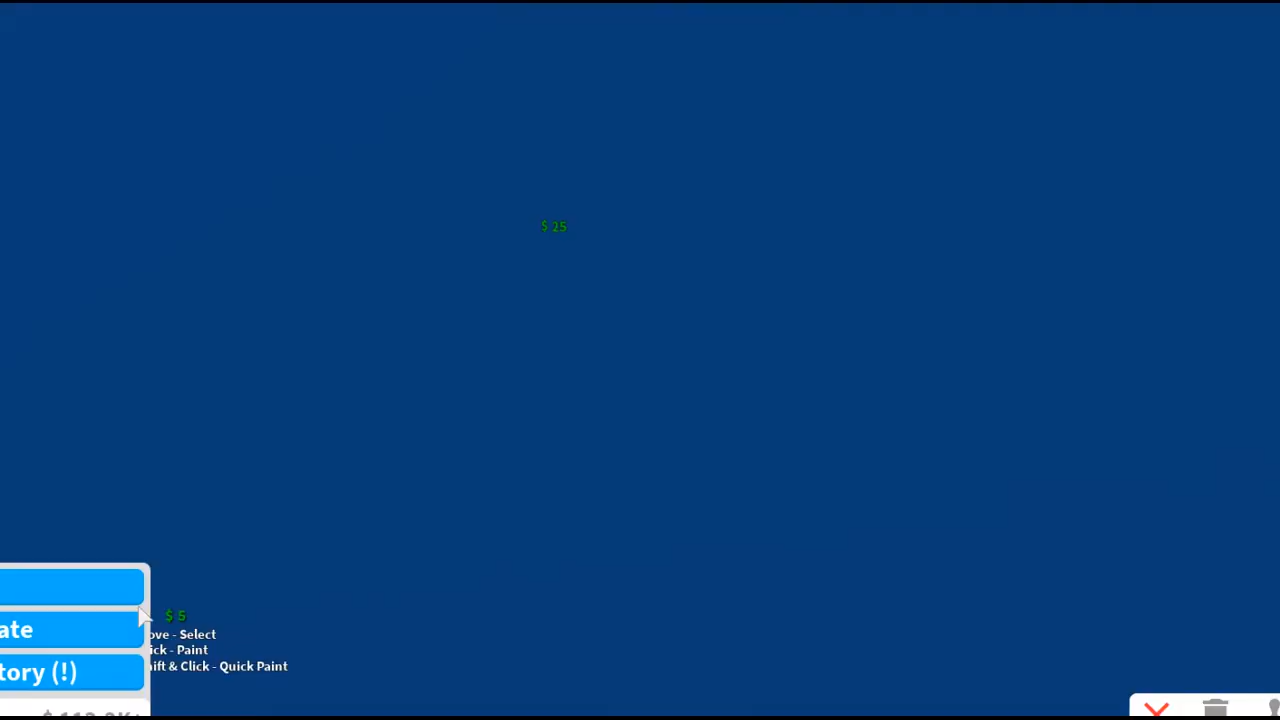 $ 25
$ 5
ove - Select
ick - Paint
ift & Click - Quick Paint
ate
tory (!)